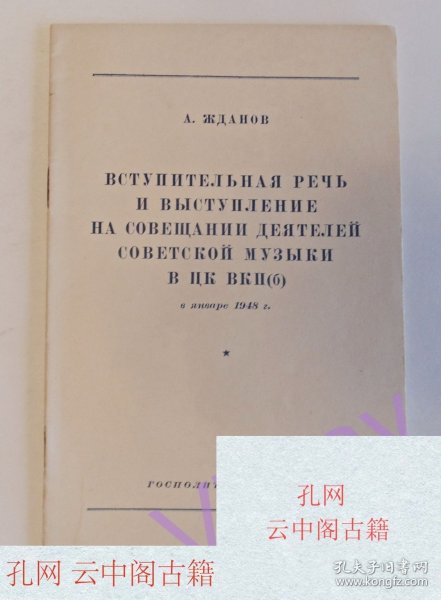 А. ЖДАНОВ
ВСТУПИТЕЛЬНАЯ РЕЧЬ
И ВЫСТУПЛЕНИЕ
НА СОВЕЩАНИИ ДЕЯТЕЛЕЙ
СОВЕТСКОЙ МУЗЫКИ
В ЦК ВКП(б)
в январе 1948 г.
★
孔网
云中阁古籍
孔网 云中阁古籍
孔夫子旧书网
www.kongfz.com